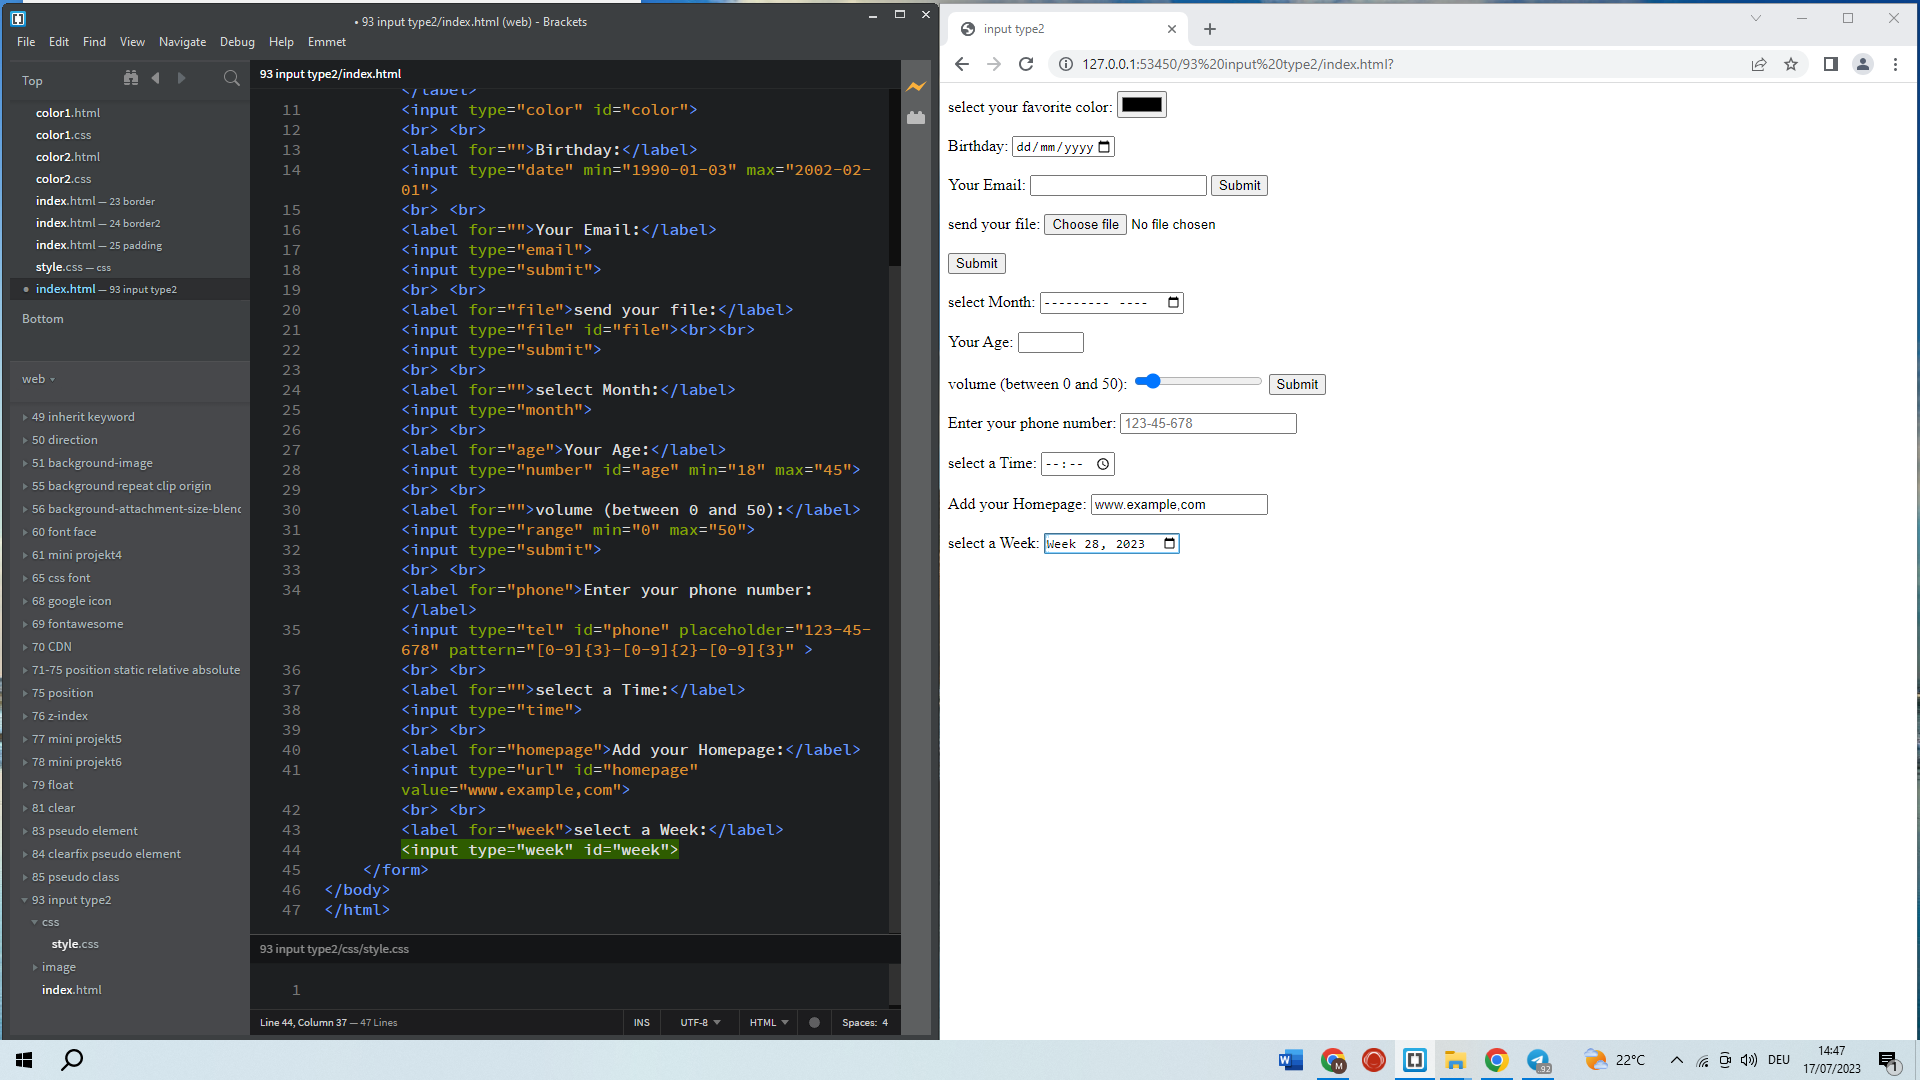 • 93 input type2/index.html (web) - Brackets
File Edit Find View Navigate Debug Help Emmet
Top
color1.html
color1.css
color2.html
color2.css
index.html — 23 border
index.html — 24 border2
index.html — 25 padding
style.css — css
• index.html — 93 input type2
Bottom
web
49 inherit keyword
50 direction
51 background-image
55 background repeat clip origin
56 background-attachment-size-blend
60 font face
61 mini projekt4
65 css font
68 google icon
69 fontawesome
70 CDN
71-75 position static relative absolute
75 position
76 z-index
77 mini projekt5
78 mini projekt6
79 float
81 clear
83 pseudo element
84 clearfix pseudo element
85 pseudo class
93 input type2
css
style.css
image
index.html
93 input type2/index.html
</label>
11 <input type="color" id="color">
12 <br> <br>
13 <label for="">Birthday:</label>
14 <input type="date" min="1990-01-03" max="2002-02-
01">
15 <br> <br>
16 <label for="">Your Email:</label>
17 <input type="email">
18 <input type="submit">
19 <br> <br>
20 <label for="file">send your file:</label>
21 <input type="file" id="file"><br><br>
22 <input type="submit">
23 <br> <br>
24 <label for="">select Month:</label>
25 <input type="month">
26 <br> <br>
27 <label for="age">Your Age:</label>
28 <input type="number" id="age" min="18" max="45">
29 <br> <br>
30 <label for="">volume (between 0 and 50):</label>
31 <input type="range" min="0" max="50">
32 <input type="submit">
33 <br> <br>
34 <label for="phone">Enter your phone number:
</label>
35 <input type="tel" id="phone" placeholder="123-45-
678" pattern="[0-9]{3}-[0-9]{2}-[0-9]{3}" >
36 <br> <br>
37 <label for="">select a Time:</label>
38 <input type="time">
39 <br> <br>
40 <label for="homepage">Add your Homepage:</label>
41 <input type="url" id="homepage"
value="www.example,com">
42 <br> <br>
43 <label for="week">select a Week:</label>
44 <input type="week" id="week">
45 </form>
46 </body>
47 </html>
93 input type2/css/style.css
1
Line 44, Column 37 — 47 Lines INS UTF-8 HTML Spaces: 4
input type2
127.0.0.1:53450/93%20input%20type2/index.html?
select your favorite color:
Birthday: dd/mm/yyyy
Your Email: Submit
send your file: Choose file No file chosen
Submit
select Month: --------- ----
Your Age:
volume (between 0 and 50): Submit
Enter your phone number: 123-45-678
select a Time: --:--
Add your Homepage: www.example,com
select a Week: Week 28, 2023
W M 92 22°C DEU 14:47
17/07/2023 1